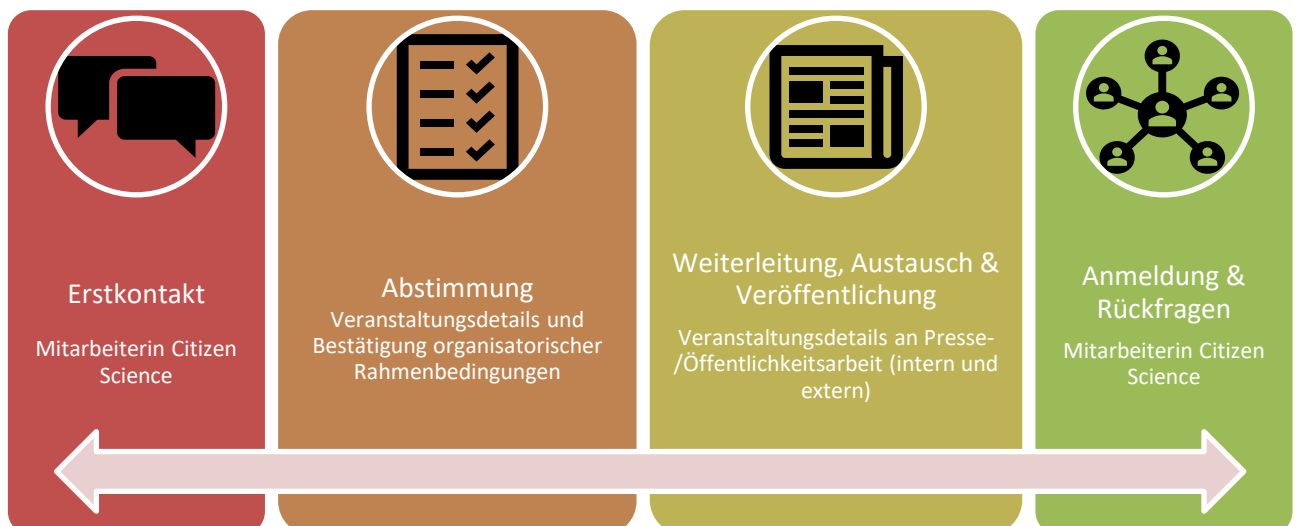 Erstkontakt
Mitarbeiterin Citizen
Science
Abstimmung
Veranstaltungsdetails und
Bestätigung organisatorischer
Rahmenbedingungen
Weiterleitung, Austausch &
Veröffentlichung
Veranstaltungsdetails an Presse-
/Öffentlichkeitsarbeit (intern und
extern)
Anmeldung &
Rückfragen
Mitarbeiterin Citizen
Science